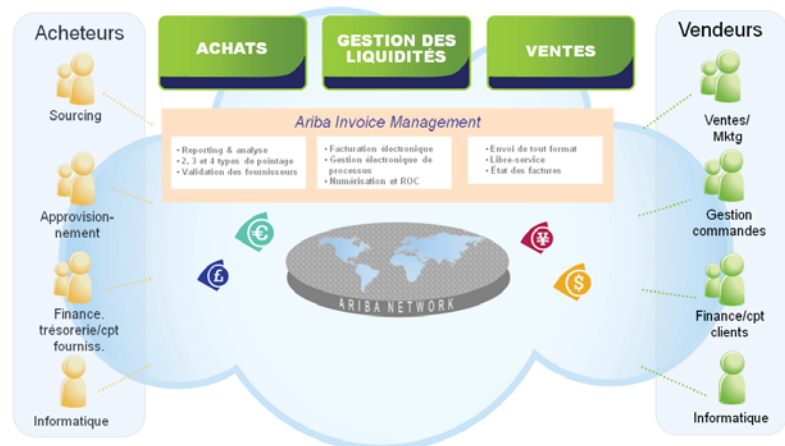 Acheteurs
Sourcing
Approvision-
nement
Finance.
trésorerie/cpt
fourniss.
Informatique
ACHATS
GESTION DES
LIQUIDITÉS
VENTES
Ariba Invoice Management
• Reporting & analyse
• 2, 3 et 4 types de pointage
• Validation des fournisseurs
• Facturation électronique
• Gestion électronique de
processus
• Numérisation et ROC
• Envoi de tout format
• Libre-service
• Etat des factures
€
£
¥
$
ARIBA NETWORK
Vendeurs
Ventes/
Mktg
Gestion
commandes
Finance/cpt
clients
Informatique